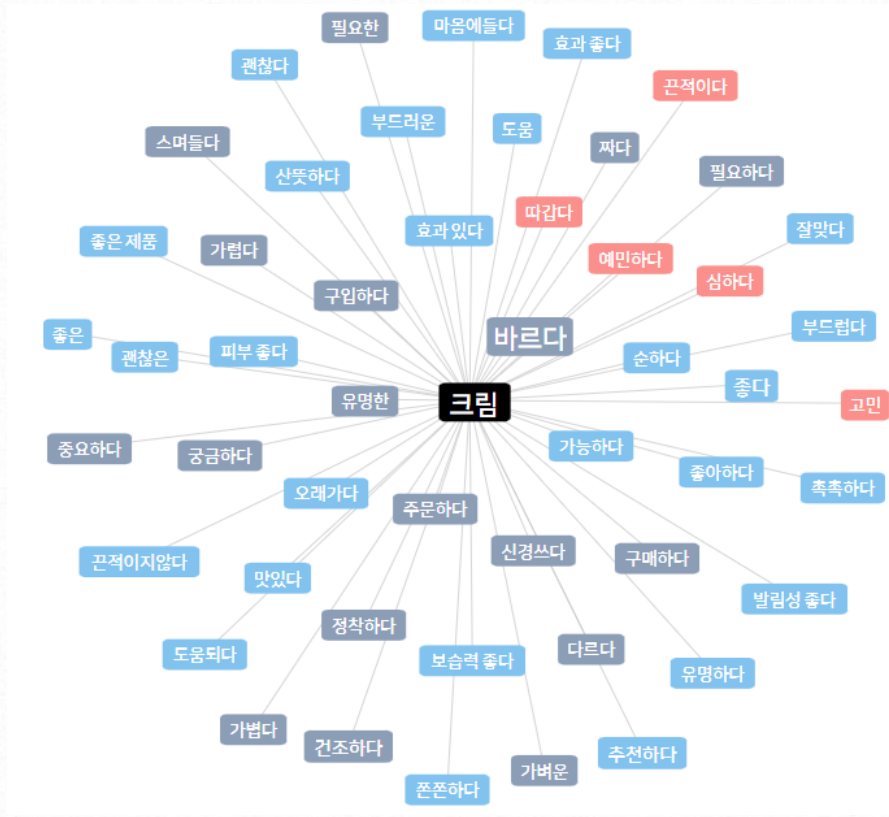 필요한
마옴에들다
효과 좋다
괜찮다
끈적이다
부드러운
도움
스며들다
짜다
산뜻하다
필요하다
따갑다
좋은 제품
가렵다
효과 있다
잘맞다
예민하다
심하다
구입하다
좋은
괜찮은
피부 좋다
바르다
순하다
부드럽다
좋다
유명한
크림
고민
중요하다
궁금하다
가능하다
좋아하다
촉촉하다
오래가다
주문하다
끈적이지않다
맛있다
신경쓰다
구매하다
발림성 좋다
정착하다
도움되다
보습력 좋다
다르다
유명하다
가볍다
건조하다
쫀쫀하다
가벼운
추천하다